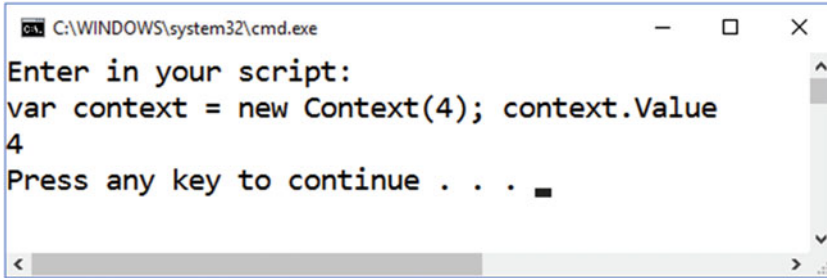 C:\WINDOWS\system32\cmd.exe
Enter in your script:
var context = new Context(4); context.Value
4
Press any key to continue . . .